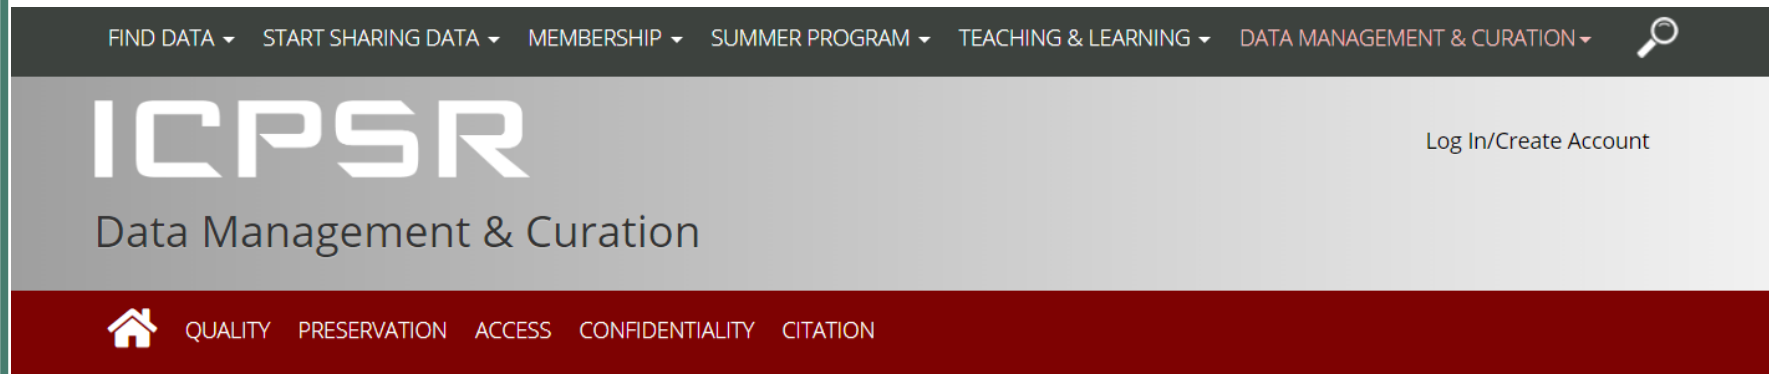 FIND DATA START SHARING DATA MEMBERSHIP SUMMER PROGRAM TEACHING & LEARNING DATA MANAGEMENT & CURATION
ICPSR
Log In/Create Account
Data Management & Curation
QUALITY PRESERVATION ACCESS CONFIDENTIALITY CITATION